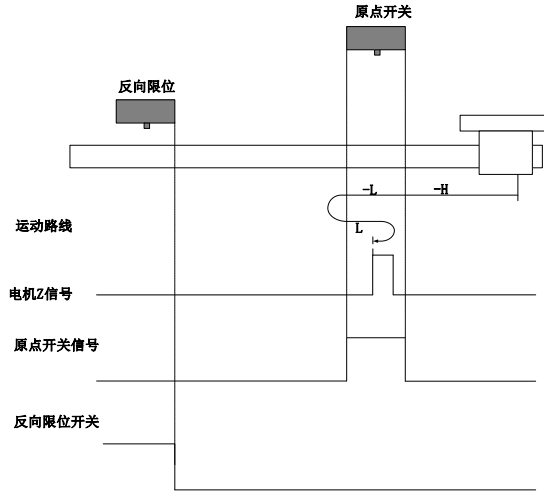 原点开关
反向限位
-L
-H
运动路线
L
电机Z信号
原点开关信号
反向限位开关